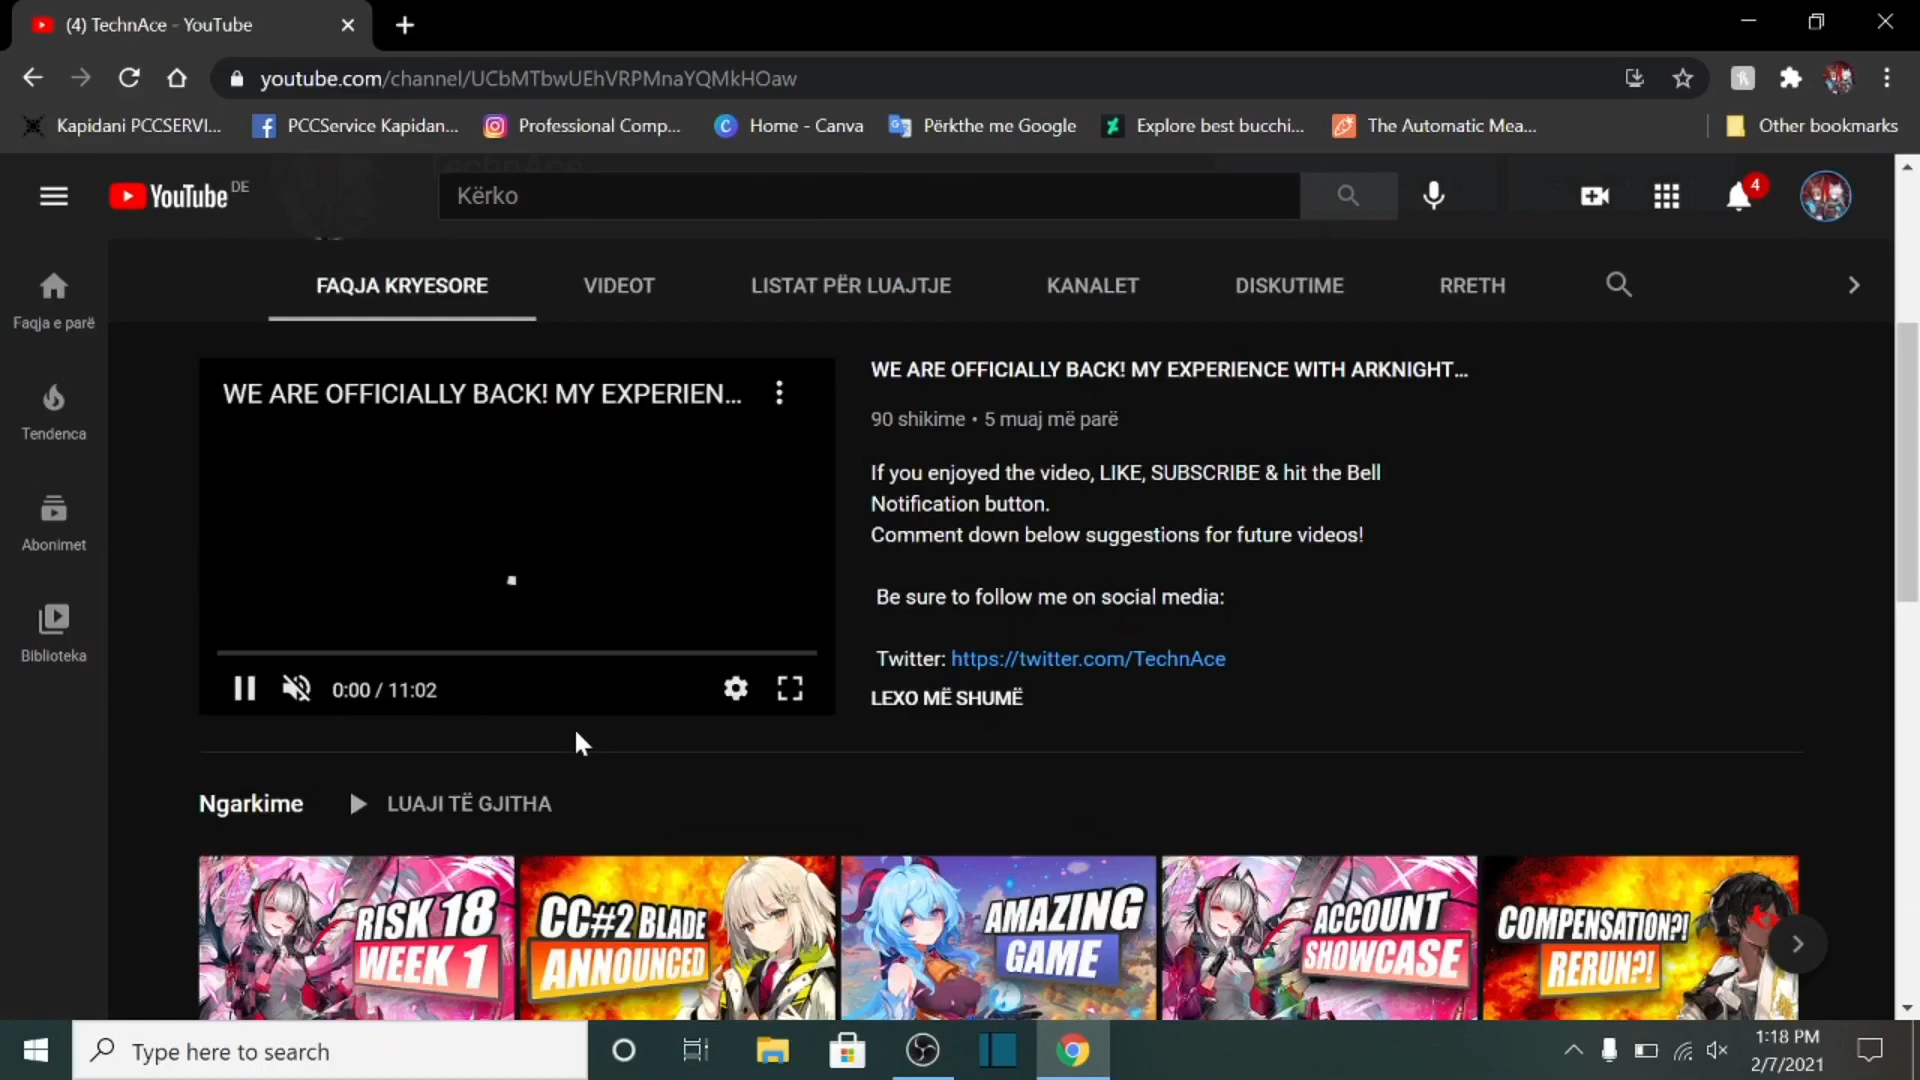 (4) TechnAce - YouTube
youtube.com/channel/UCbMTbwUEhVRPMnaYQMkHOaw
Kapidani PCCSERVI... PCCService Kapidan... Professional Comp... Home - Canva Përkthe me Google Explore best bucchi... The Automatic Mea... Other bookmarks
YouTube DE
Kërko
4
FAQJA KRYESORE VIDEOT LISTAT PËR LUAJTJE KANALET DISKUTIME RRETH
Faqja e parë
Tendenca
Abonimet
Biblioteka
WE ARE OFFICIALLY BACK! MY EXPERIEN...
0:00 / 11:02
WE ARE OFFICIALLY BACK! MY EXPERIENCE WITH ARKNIGHT...
90 shikime • 5 muaj më parë
If you enjoyed the video, LIKE, SUBSCRIBE & hit the Bell
Notification button.
Comment down below suggestions for future videos!
Be sure to follow me on social media:
Twitter: https://twitter.com/TechnAce
LEXO MË SHUMË
Ngarkime LUAJI TË GJITHA
RISK 18
WEEK 1
CC#2 BLADE
ANNOUNCED
AMAZING
GAME
ACCOUNT
SHOWCASE
COMPENSATION?!
RERUN?!
Type here to search
1:18 PM
2/7/2021